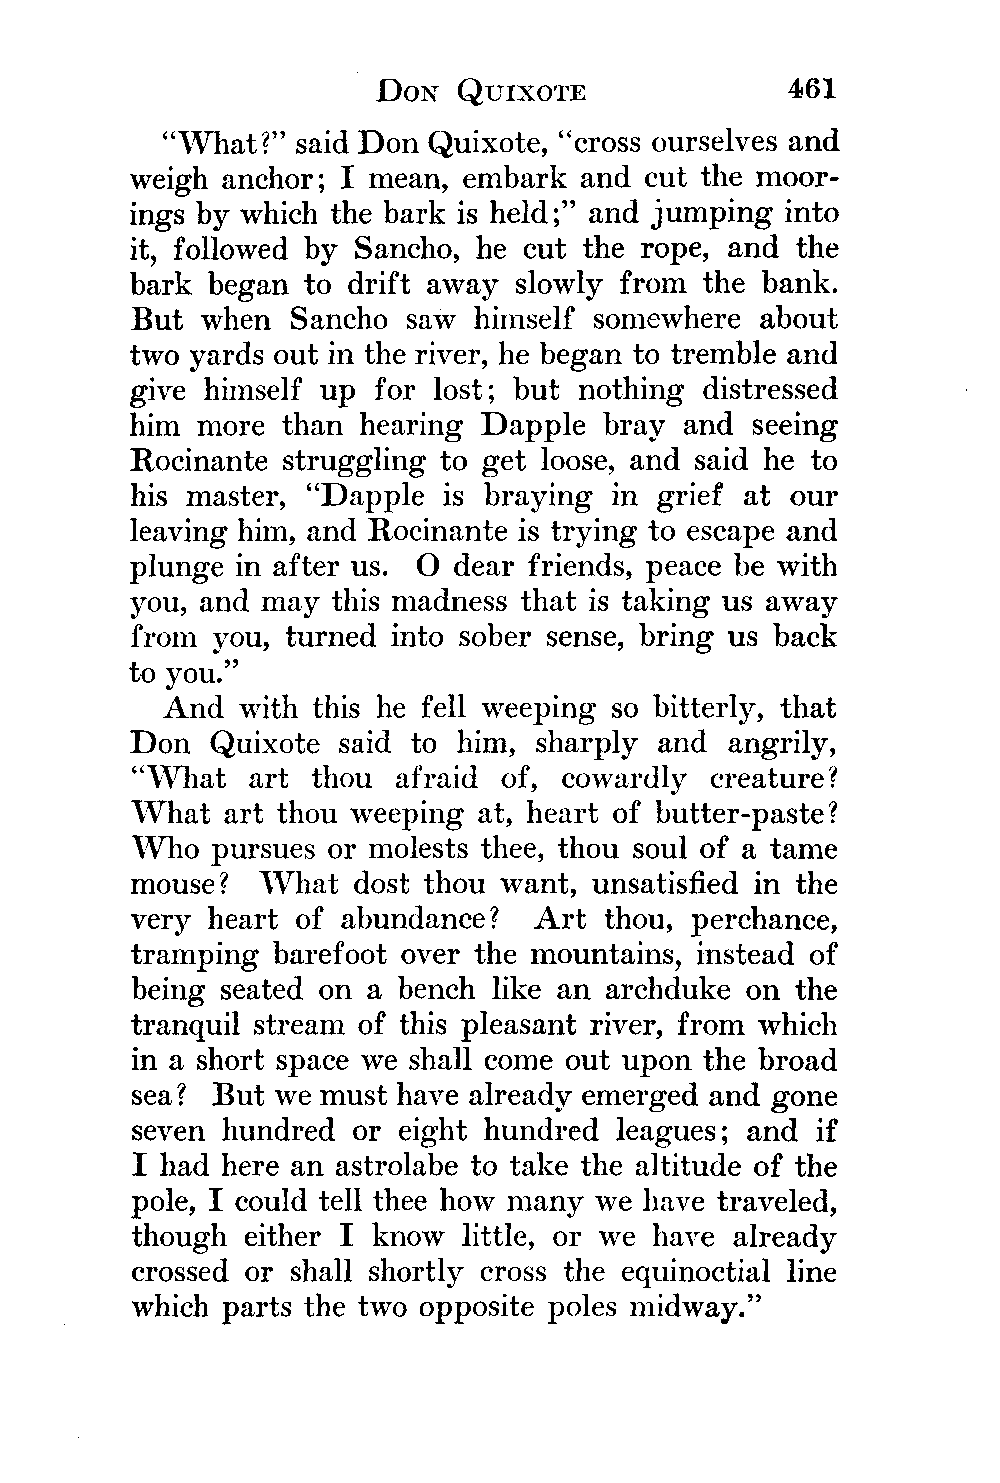 DON QUIXOTE 461
“What?” said Don Quixote, “cross ourselves and
weigh anchor; I mean, embark and cut the moor-
ings by which the bark is held;” and jumping into
it, followed by Sancho, he cut the rope, and the
bark began to drift away slowly from the bank.
But when Sancho saw himself somewhere about
two yards out in the river, he began to tremble and
give himself up for lost; but nothing distressed
him more than hearing Dapple bray and seeing
Rocinante struggling to get loose, and said he to
his master, “Dapple is braying in grief at our
leaving him, and Rocinante is trying to escape and
plunge in after us. O dear friends, peace be with
you, and may this madness that is taking us away
from you, turned into sober sense, bring us back
to you.”
And with this he fell weeping so bitterly, that
Don Quixote said to him, sharply and angrily,
“What art thou afraid of, cowardly creature?
What art thou weeping at, heart of butter-paste?
Who pursues or molests thee, thou soul of a tame
mouse? What dost thou want, unsatisfied in the
very heart of abundance? Art thou, perchance,
tramping barefoot over the mountains, instead of
being seated on a bench like an archduke on the
tranquil stream of this pleasant river, from which
in a short space we shall come out upon the broad
sea? But we must have already emerged and gone
seven hundred or eight hundred leagues; and if
I had here an astrolabe to take the altitude of the
pole, I could tell thee how many we have traveled,
though either I know little, or we have already
crossed or shall shortly cross the equinoctial line
which parts the two opposite poles midway.”